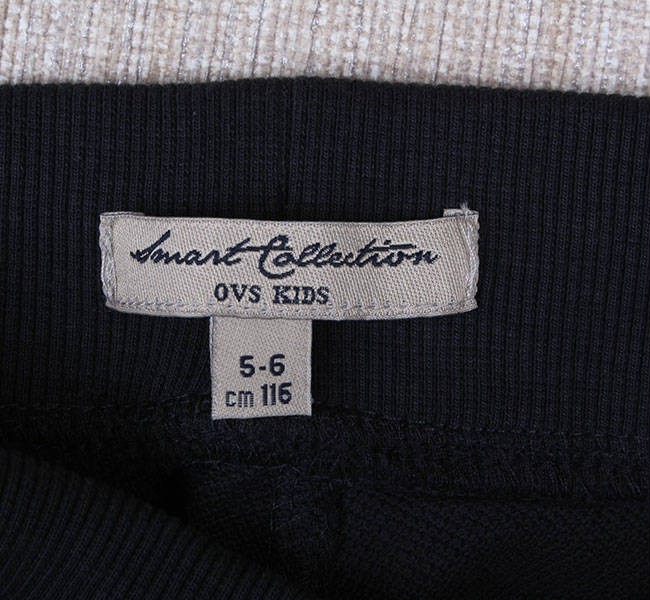 Smart Collection
OVS KIDS
5-6
cm 116